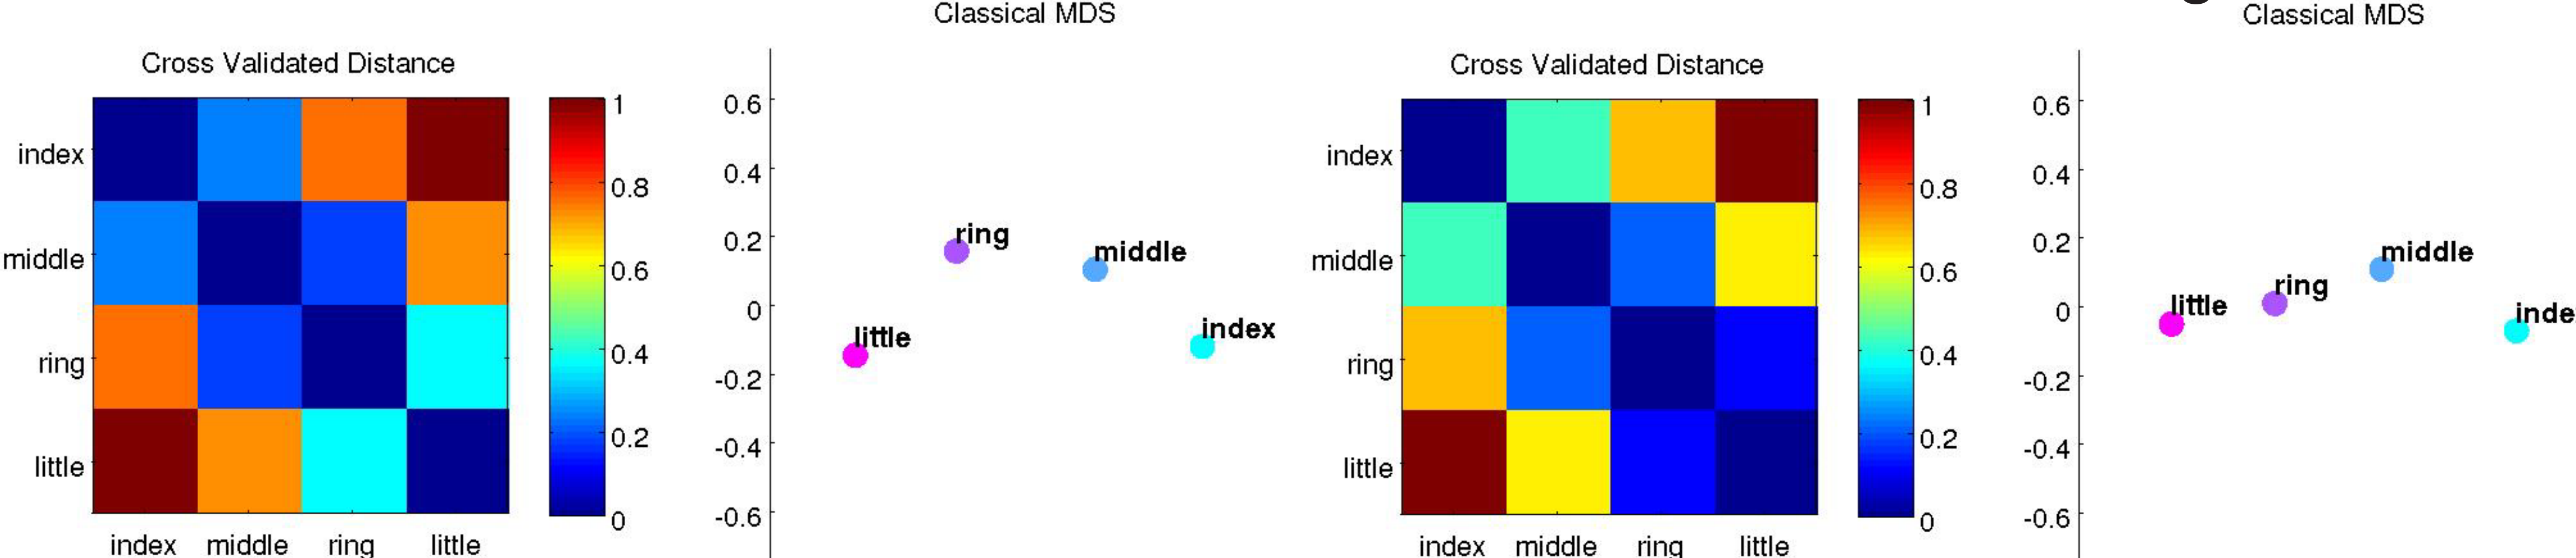 Classical MDS
Cross Validated Distance
index
middle
ring
little
index middle ring little
1
0.8
0.6
0.4
0.2
0
0.6
0.4
0.2
0
-0.2
-0.4
-0.6
ring
middle
little
index
Classical MDS
Cross Validated Distance
index
middle
ring
little
index middle ring little
1
0.8
0.6
0.4
0.2
0
0.6
0.4
0.2
0
-0.2
-0.4
-0.6
middle
ring
little
inde